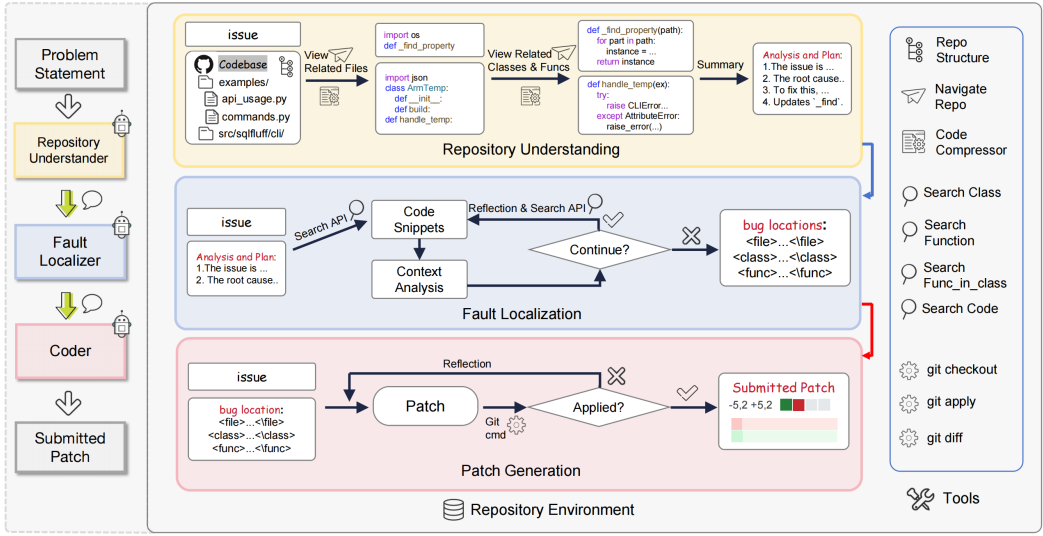 Problem
Statement
Repository
Understander
Fault
Localizer
Coder
Submitted
Patch
issue
Codebase
examples/
api_usage.py
commands.py
src/sqlfluff/cli/
View
Related Files
import os
def _find_property
import json
class ArmTemp:
def __init__:
def build:
def handle_temp:
View Related
Classes & Funcs
def _find_property(path):
for part in path:
instance = ...
return instance
def handle_temp(ex):
try:
raise CLIError...
except AttributeError:
raise_error(...)
Summary
Analysis and Plan:
1.The issue is ...
2. The root cause..
3. To fix this, ...
4. Updates `_find`.
Repository Understanding
issue
Analysis and Plan:
1.The issue is ...
2. The root cause..
Search API
Code
Snippets
Context
Analysis
Reflection & Search API
Continue?
bug locations:
<file>...<\file>
<class>...<\class>
<func>...<\func>
Fault Localization
issue
bug location:
<file>...<\file>
<class>...<\class>
<func>...<\func>
Reflection
Patch
Git
cmd
Applied?
Submitted Patch
-5,2 +5,2
Patch Generation
Repository Environment
Repo
Structure
Navigate
Repo
Code
Compressor
Search Class
Search
Function
Search
Func_in_class
Search Code
git checkout
git apply
git diff
Tools